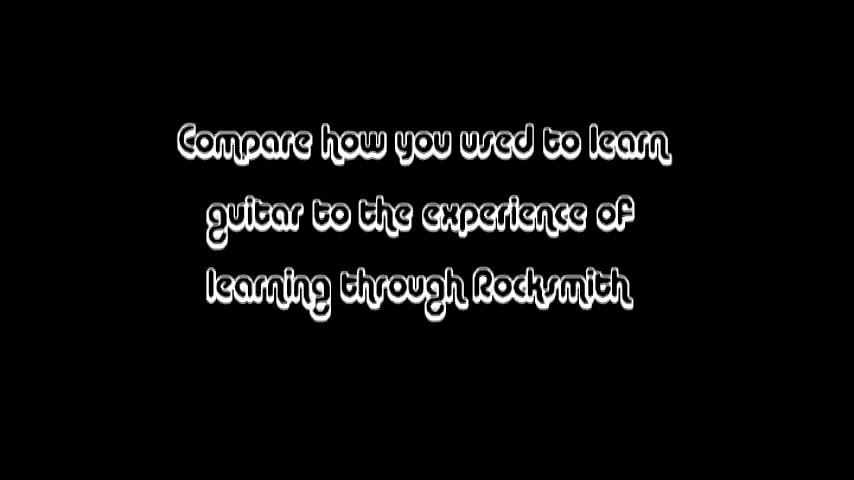 Compare how you used to learn
guitar to the experience of
learning through Rocksmith